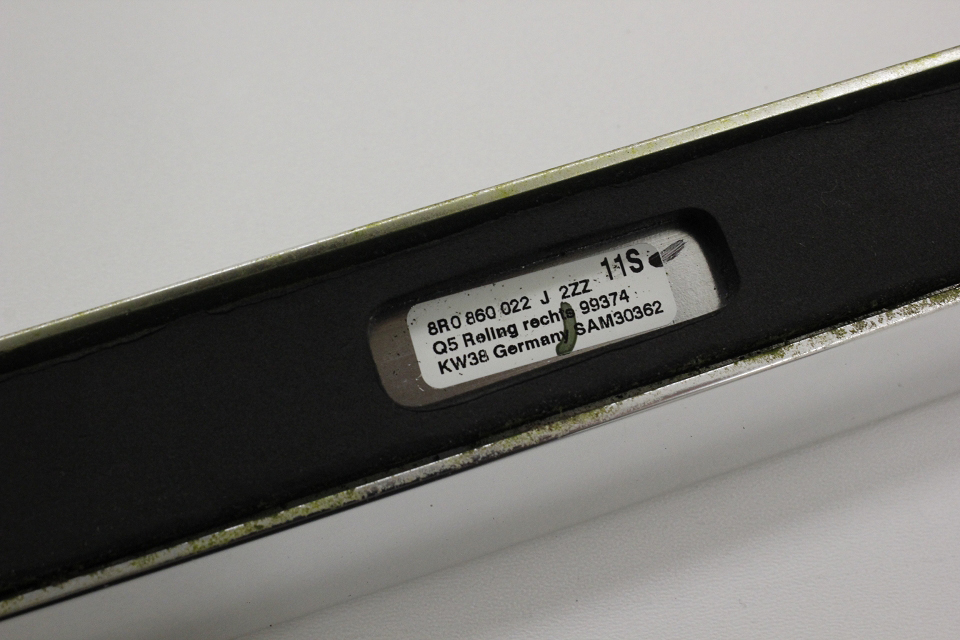 11S
8R0 860 022 J 2ZZ
Q5 Reling rechts 99374
KW38 Germany SAM30362